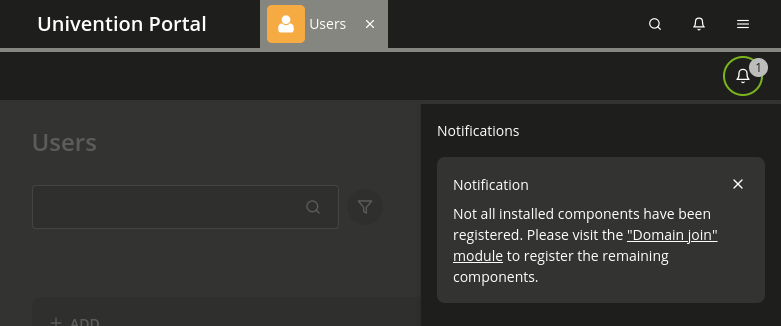 Univention Portal
Users
1
Notifications
Users
Notification
Not all installed components have been
registered. Please visit the "Domain join"
module to register the remaining
components.
ADD